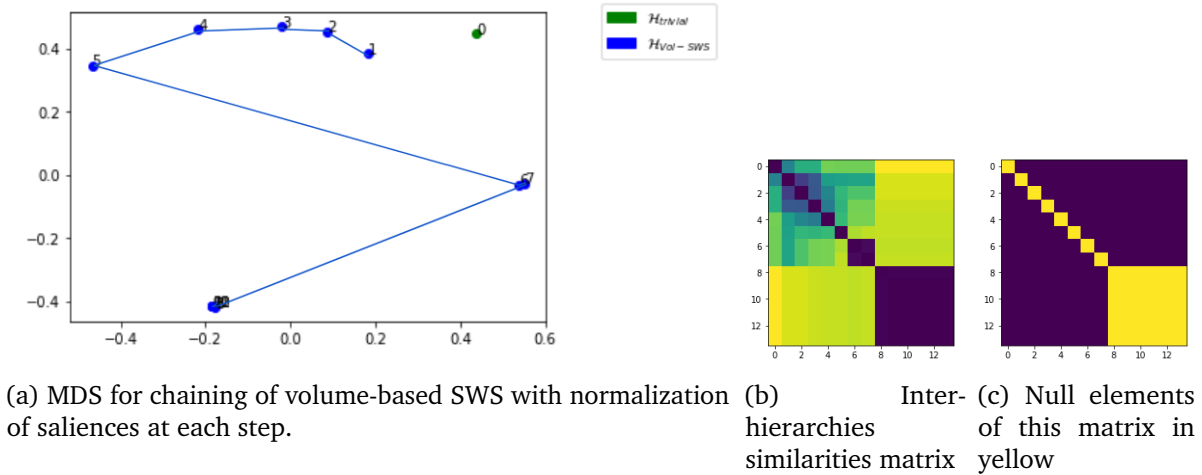 0.4
0.2
0.0
−0.2
−0.4
−0.4
−0.2
0.0
0.2
0.4
0.6
5
4
3
2
1
0
7
ℋtrivial
ℋVol−SWS
0
2
4
6
8
10
12
0 2 4 6 8 10 12
0
2
4
6
8
10
12
0 2 4 6 8 10 12
(a) MDS for chaining of volume-based SWS with normalization
of saliences at each step.
(b) Inter-
hierarchies
similarities matrix
(c) Null elements
of this matrix in
yellow